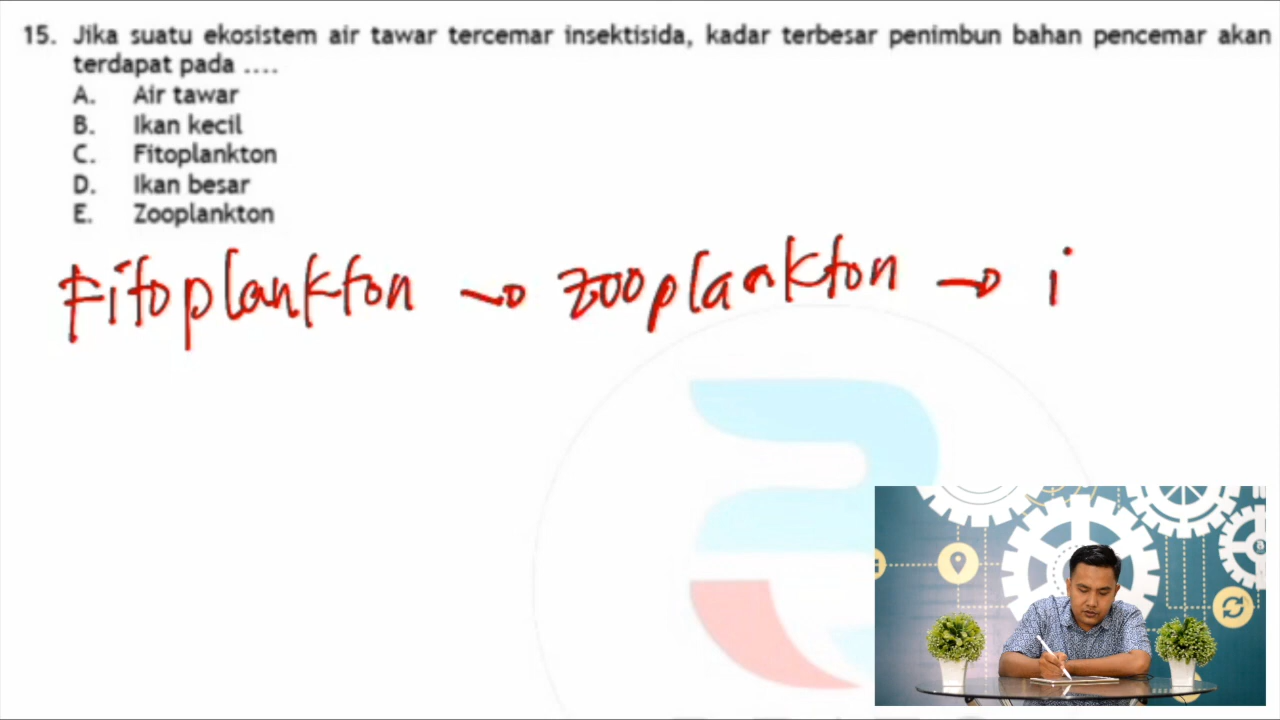 15. Jika suatu ekosistem air tawar tercemar insektisida, kadar terbesar penimbun bahan pencemar akan
terdapat pada ....
A. Air tawar
B. Ikan kecil
C. Fitoplankton
D. Ikan besar
E. Zooplankton
Fitoplankton → zooplankton → i